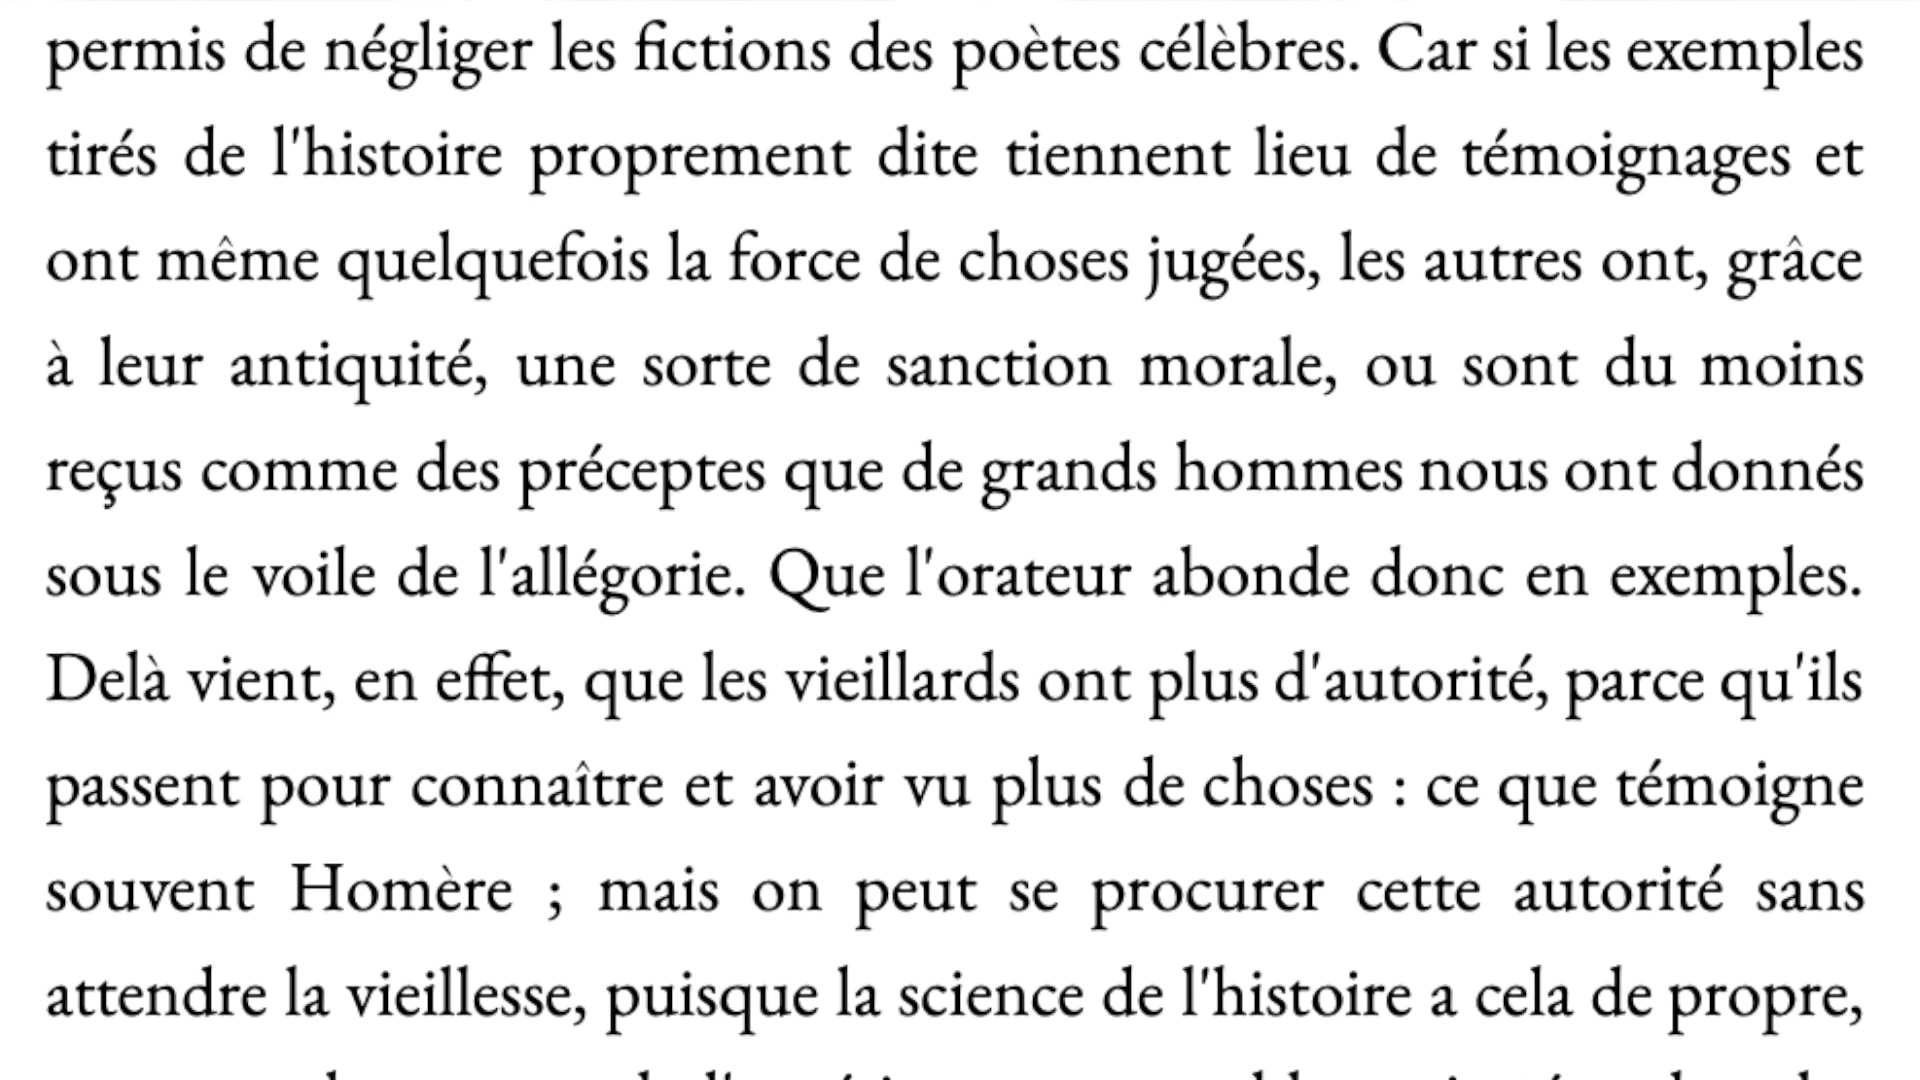 permis de négliger les fictions des poètes célèbres. Car si les exemples
tirés de l'histoire proprement dite tiennent lieu de témoignages et
ont même quelquefois la force de choses jugées, les autres ont, grâce
à leur antiquité, une sorte de sanction morale, ou sont du moins
reçus comme des préceptes que de grands hommes nous ont donnés
sous le voile de l'allégorie. Que l'orateur abonde donc en exemples.
Delà vient, en effet, que les vieillards ont plus d'autorité, parce qu'ils
passent pour connaître et avoir vu plus de choses : ce que témoigne
souvent Homère ; mais on peut se procurer cette autorité sans
attendre la vieillesse, puisque la science de l'histoire a cela de propre,